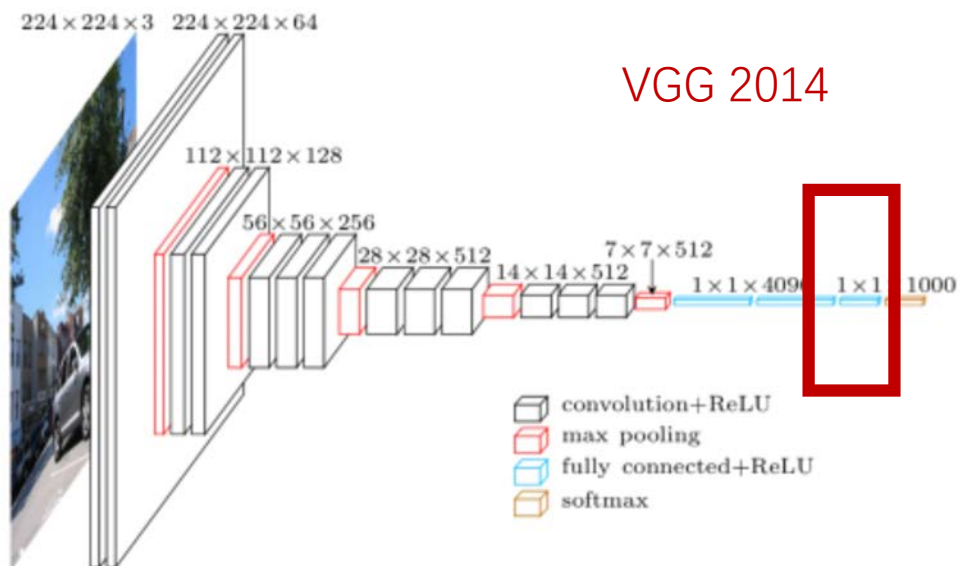 224×224×3 224×224×64
VGG 2014
112×112×128
56×56×256
28×28×512
7×7×512
14×14×512
1×1×409
1×1 1000
convolution+ReLU
max pooling
fully connected+ReLU
softmax